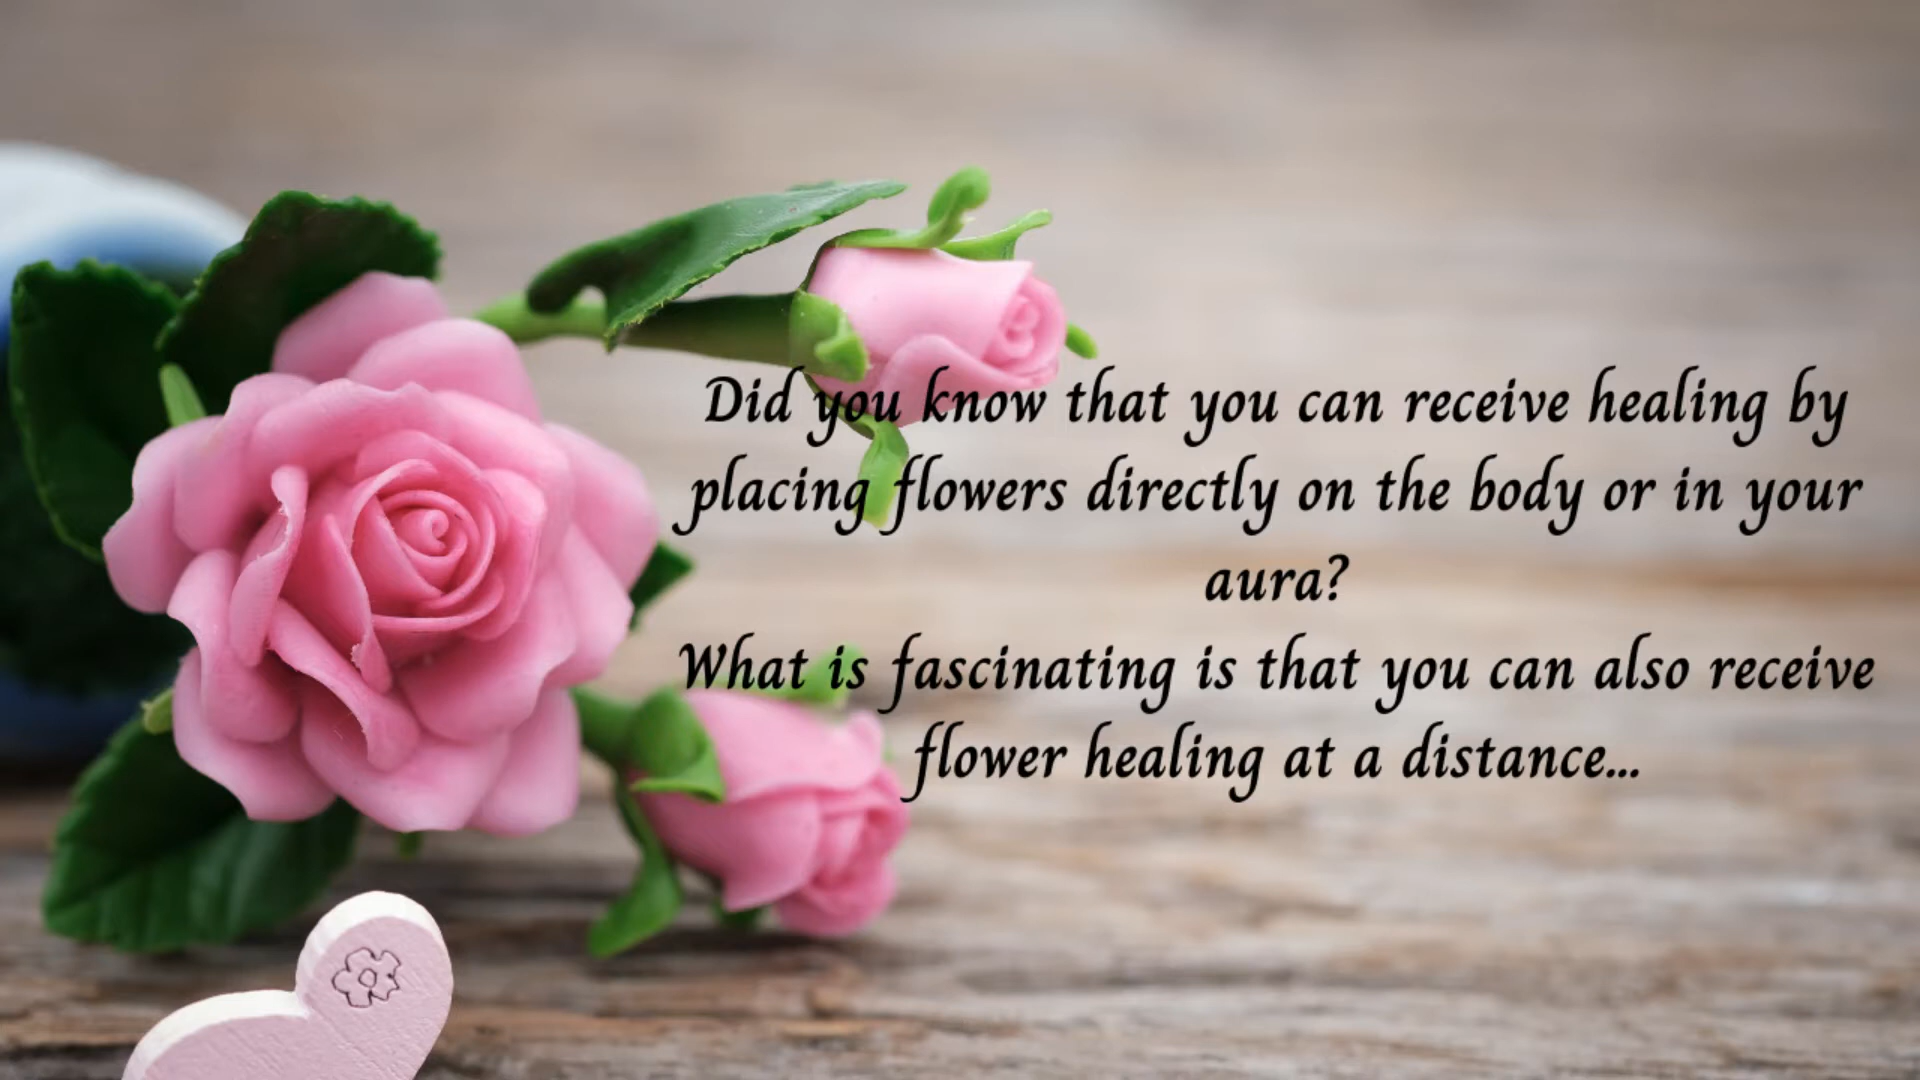 Did you know that you can receive healing by
placing flowers directly on the body or in your
aura?
What is fascinating is that you can also receive
flower healing at a distance...